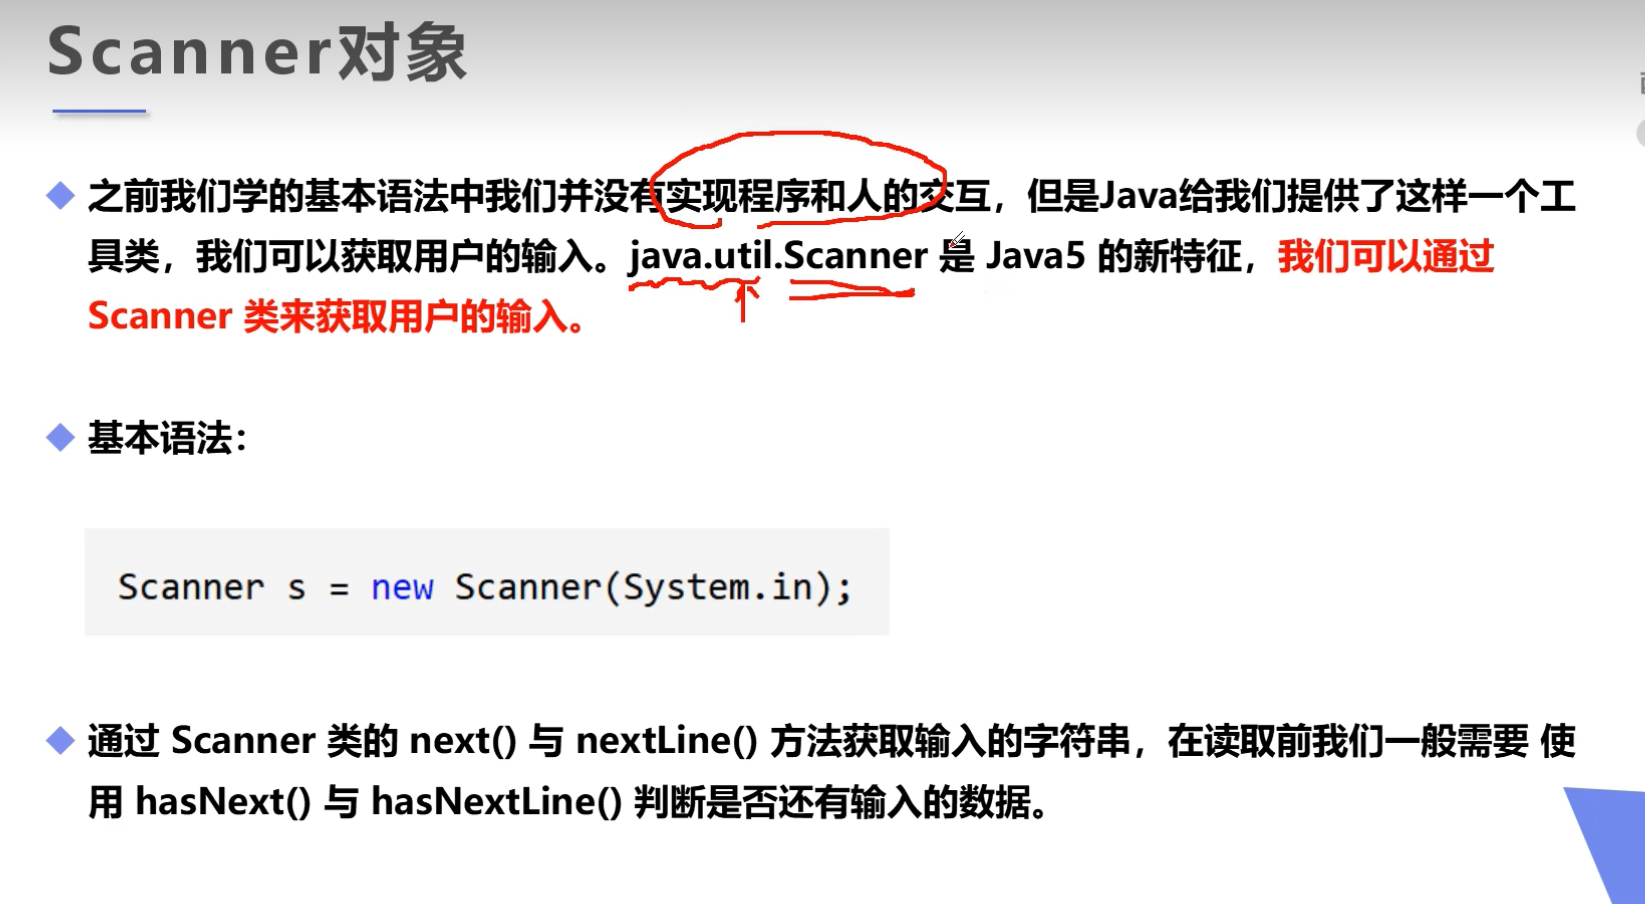 Scanner对象
之前我们学的基本语法中我们并没有实现程序和人的交互，但是Java给我们提供了这样一个工
具类，我们可以获取用户的输入。java.util.Scanner 是 Java5 的新特征，我们可以通过
Scanner 类来获取用户的输入。
基本语法：
Scanner s = new Scanner(System.in);
通过 Scanner 类的 next() 与 nextLine() 方法获取输入的字符串，在读取前我们一般需要 使
用 hasNext() 与 hasNextLine() 判断是否还有输入的数据。